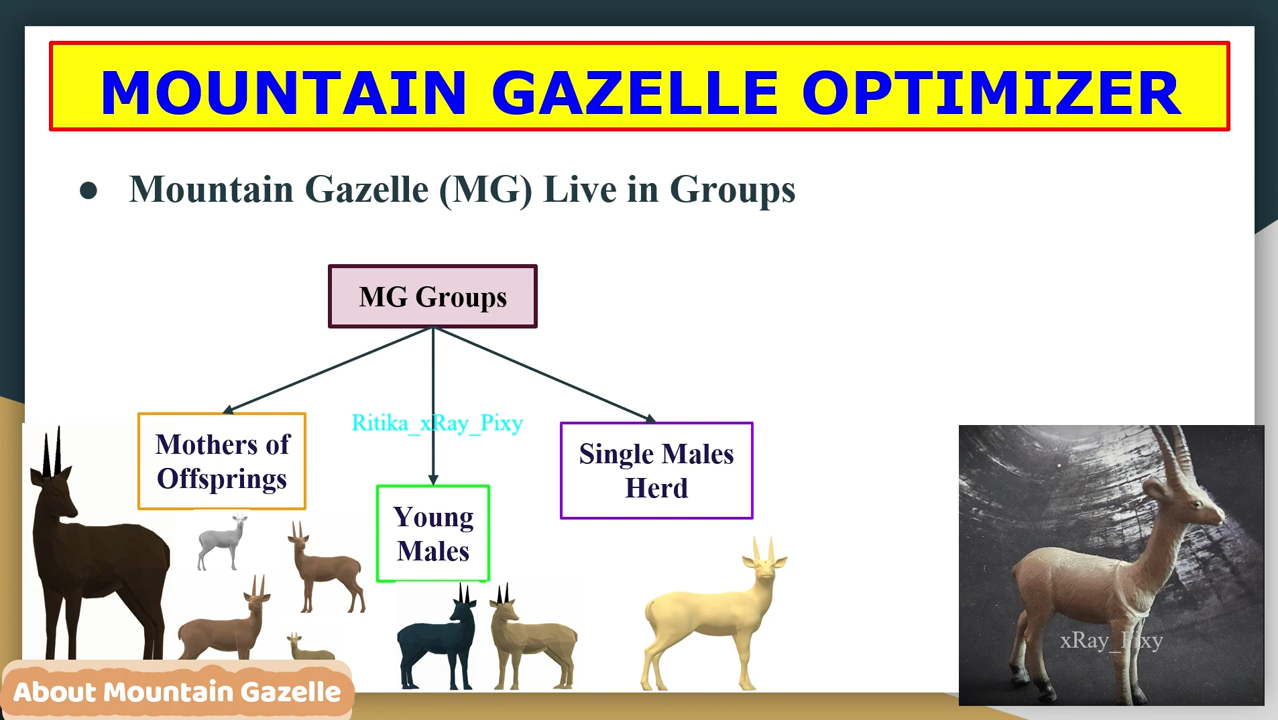 MOUNTAIN GAZELLE OPTIMIZER
● Mountain Gazelle (MG) Live in Groups
MG Groups
Ritika_xRay_Pixy
Mothers of
Offsprings
Single Males
Herd
Young
Males
xRay_Pixy
About Mountain Gazelle